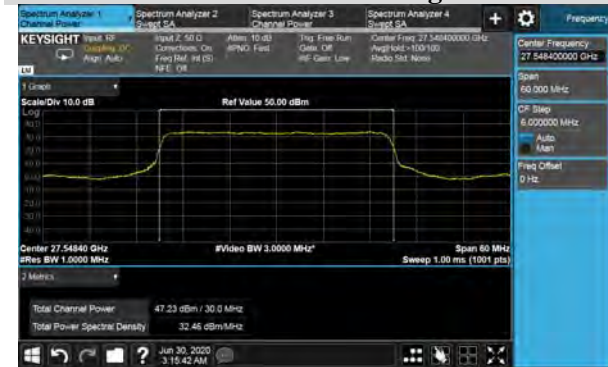 Spectrum Analyzer 1
Channel Power
Spectrum Analyzer 2
Swept SA
Spectrum Analyzer 3
Channel Power
Spectrum Analyzer 4
Swept SA
Frequency
KEYSIGHT Input: RF
Coupling: DC
Align: Auto
Input Z: 50 Ω
Corrections: On
Freq Ref: Int (S)
NFE: Off
Atten: 10 dB
#PNO: Fast
Trig: Free Run
Gate: Off
#IF Gain: Low
Center Freq: 27.548400000 GHz
Avg|Hold:>100/100
Radio Std: None
LM
Center Frequency
27.548400000 GHz
Span
60.000 MHz
CF Step
6.000000 MHz
Auto
Man
Freq Offset
0 Hz
1 Graph
Scale/Div 10.0 dB
Ref Value 50.00 dBm
Log
Center 27.54840 GHz
#Res BW 1.0000 MHz
#Video BW 3.0000 MHz*
Span 60 MHz
Sweep 1.00 ms (1001 pts)
2 Metrics
Total Channel Power 47.23 dBm / 30.0 MHz
Total Power Spectral Density 32.46 dBm/MHz
?
Jun 30, 2020
3:15:42 AM